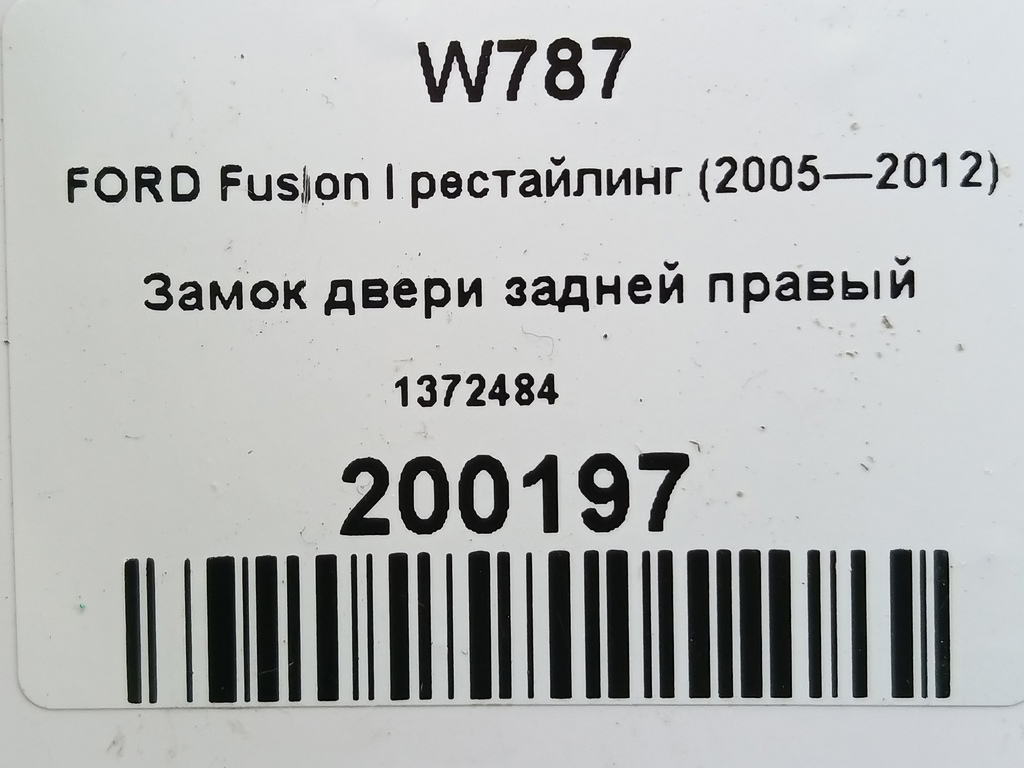 W787
FORD Fusion I рестайлинг (2005—2012)
Замок двери задней правый
1372484
200197